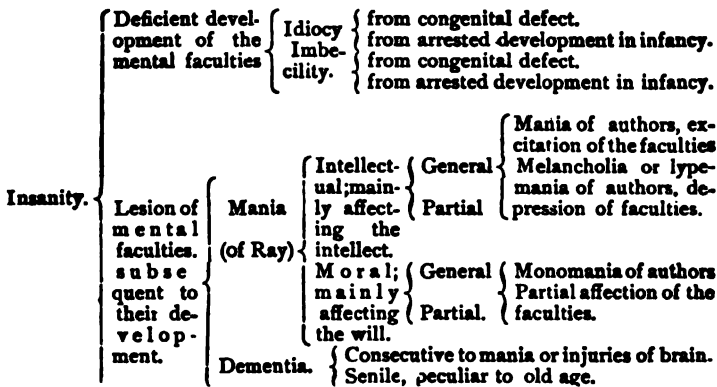 Insanity.
Deficient devel-
opment of the
mental faculties
Idiocy
Imbe-
cility.
from congenital defect.
from arrested development in infancy.
from congenital defect.
from arrested development in infancy.
Lesion of
mental
faculties.
subse
quent to
their de-
velop-
ment.
Mania
(of Ray)
Intellect-
ual;main-
ly affect-
ing the
intellect.
General
Partial
Mania of authors, ex-
citation of the faculties
Melancholia or lype-
mania of authors, de-
pression of faculties.
Moral;
mainly
affecting
the will.
General
Partial.
Monomania of authors
Partial affection of the
faculties.
Dementia.
Consecutive to mania or injuries of brain.
Senile, peculiar to old age.